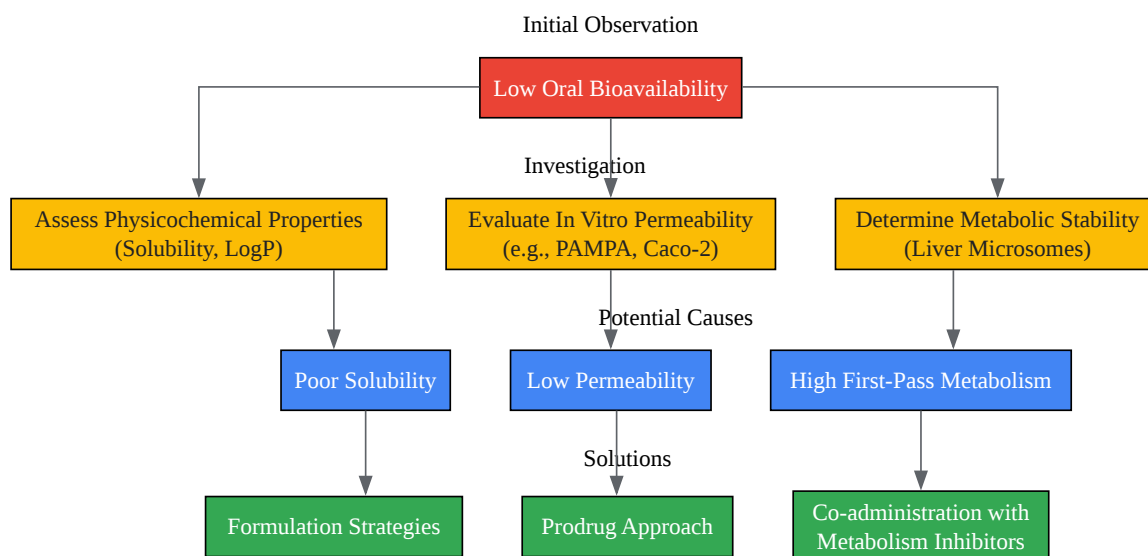 Initial Observation
Low Oral Bioavailability
Investigation
Assess Physicochemical Properties
(Solubility, LogP)
Evaluate In Vitro Permeability
(e.g., PAMPA, Caco-2)
Determine Metabolic Stability
(Liver Microsomes)
Potential Causes
Poor Solubility
Low Permeability
High First-Pass Metabolism
Solutions
Formulation Strategies
Prodrug Approach
Co-administration with
Metabolism Inhibitors